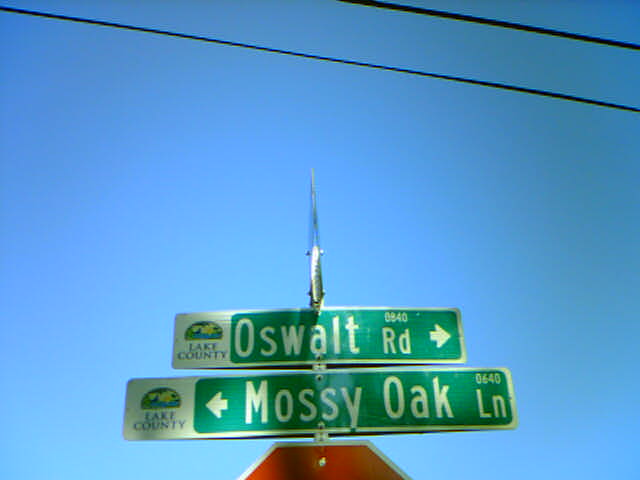 LAKE
COUNTY
Oswalt Rd
0840
LAKE
COUNTY
Mossy Oak Ln
0640